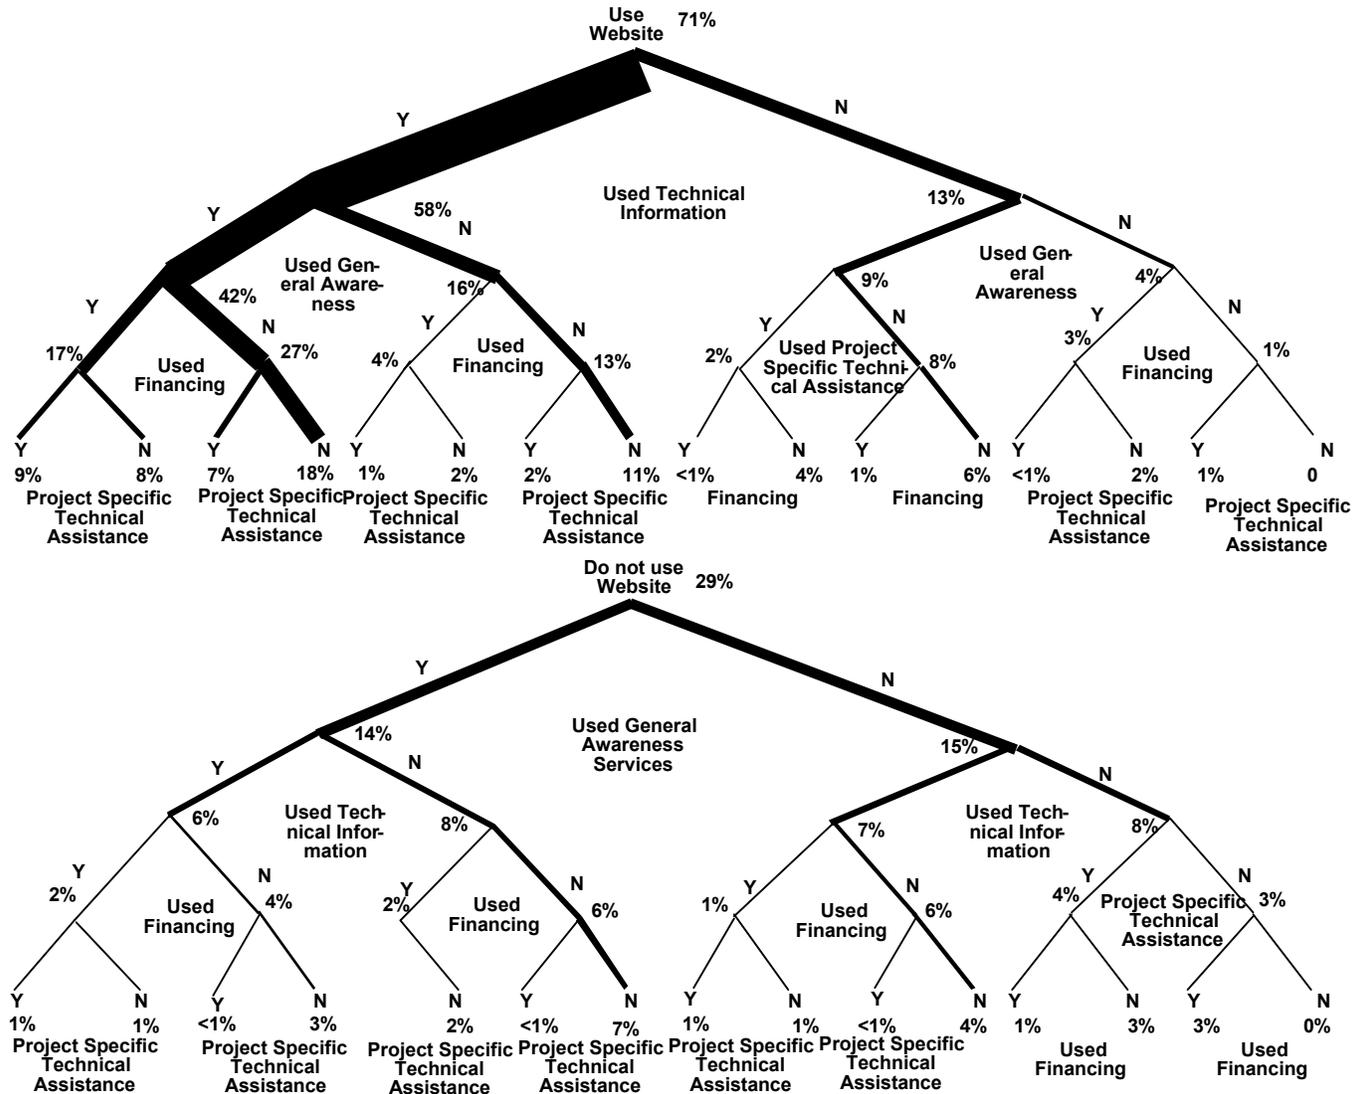 Use
Website
71%
Y
N
Used Technical
Information
Y
58%
N
13%
N
Used Gen-
eral Aware-
ness
Used Gen-
eral
Awareness
Y
42%
N
16%
Y
N
9%
Y
N
4%
Y
N
17%
Used
Financing
27%
4%
Used
Financing
13%
2%
Used Project
Specific Techni-
cal Assistance
8%
3%
Used
Financing
1%
Y
N
Y
N
Y
N
Y
N
Y
N
Y
N
Y
N
Y
N
9%
8%
7%
18%
1%
2%
2%
11%
<1%
4%
1%
6%
<1%
2%
1%
0
Project Specific
Technical
Assistance
Project Specific
Technical
Assistance
Project Specific
Technical
Assistance
Project Specific
Technical
Assistance
Financing
Financing
Project Specific
Technical
Assistance
Project Specific
Technical
Assistance
Do not use
Website
29%
Y
N
Used General
Awareness
Services
14%
15%
Y
N
N
Used Tech-
nical Infor-
mation
Used Tech-
nical Infor-
mation
6%
8%
7%
8%
Y
N
Y
N
Y
N
Y
N
2%
Used
Financing
4%
2%
Used
Financing
6%
1%
Used
Financing
6%
4%
Project Specific
Technical
Assistance
3%
Y
N
Y
N
N
Y
N
Y
N
Y
N
Y
N
Y
N
1%
1%
<1%
3%
2%
<1%
7%
1%
1%
<1%
4%
1%
3%
3%
0%
Project Specific
Technical
Assistance
Project Specific
Technical
Assistance
Project Specific
Technical
Assistance
Project Specific
Technical
Assistance
Project Specific
Technical
Assistance
Project Specific
Technical
Assistance
Used
Financing
Used
Financing